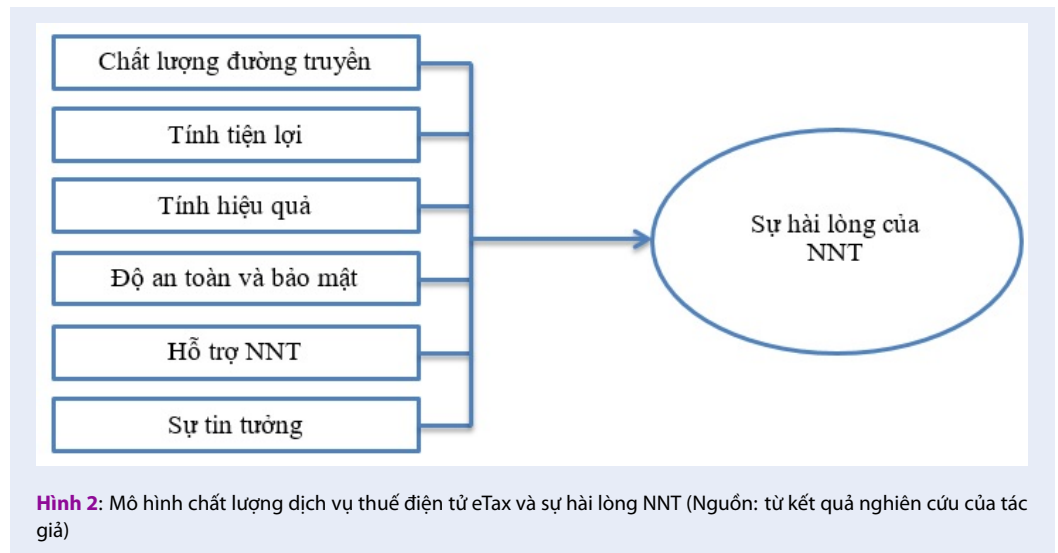 Chất lượng đường truyền
Tính tiện lợi
Tính hiệu quả
Độ an toàn và bảo mật
Hỗ trợ NNT
Sự tin tưởng
Sự hài lòng của
NNT
Hình 2: Mô hình chất lượng dịch vụ thuế điện tử eTax và sự hài lòng NNT (Nguồn: từ kết quả nghiên cứu của tác
giả)